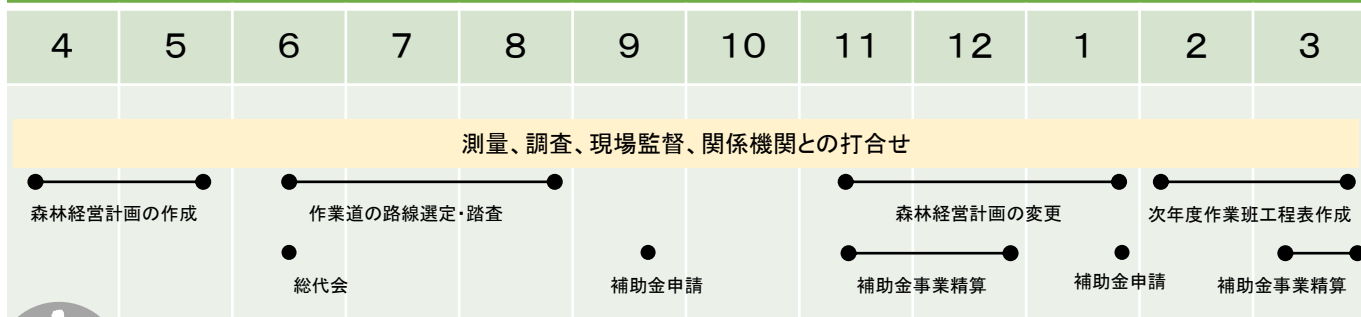 4 5 6 7 8 9 10 11 12 1 2 3
測量、調査、現場監督、関係機関との打合せ
森林経営計画の作成 作業道の路線選定・踏査 森林経営計画の変更 次年度作業班工程表作成
総代会 補助金申請 補助金事業精算 補助金申請 補助金事業精算